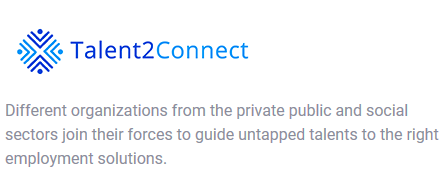 Talent2Connect
Different organizations from the private public and social
sectors join their forces to guide untapped talents to the right
employment solutions.